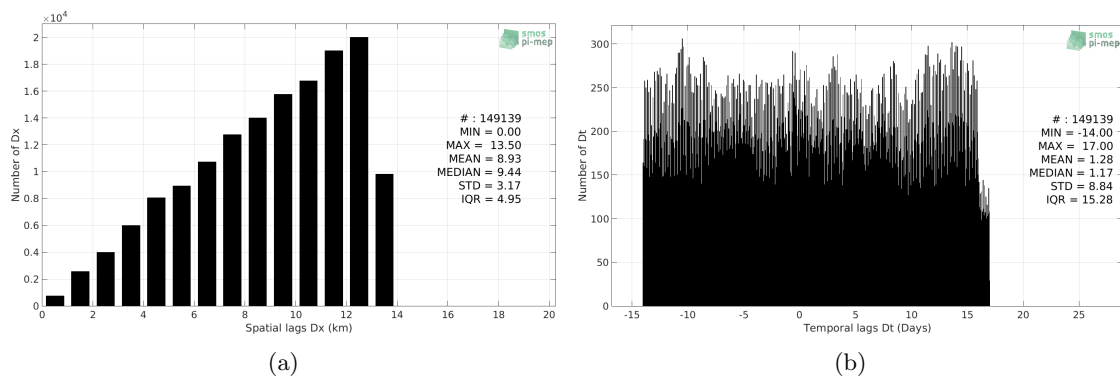 ×10⁴
2
1.8
1.6
1.4
1.2
1
0.8
0.6
0.4
0.2
0
Number of Dx
smos
pi-mep
# : 149139
MIN = 0.00
MAX = 13.50
MEAN = 8.93
MEDIAN = 9.44
STD = 3.17
IQR = 4.95
0 2 4 6 8 10 12 14 16 18 20
Spatial lags Dx (km)
(a)
300
250
200
150
100
50
0
Number of Dt
smos
pi-mep
# : 149139
MIN = -14.00
MAX = 17.00
MEAN = 1.28
MEDIAN = 1.17
STD = 8.84
IQR = 15.28
-15 -10 -5 0 5 10 15 20 25
Temporal lags Dt (Days)
(b)